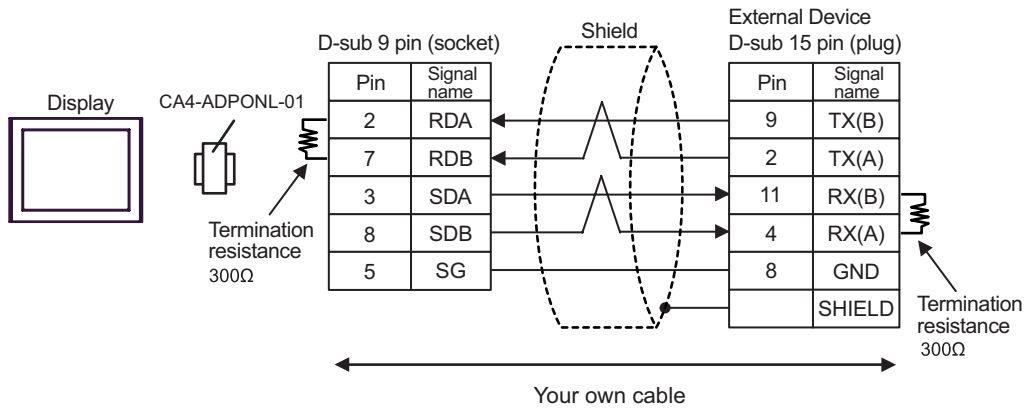 External Device
D-sub 9 pin (socket)
Shield
D-sub 15 pin (plug)
Display
CA4-ADPONL-01
Pin Signal name
2 RDA
7 RDB
3 SDA
8 SDB
5 SG
Pin Signal name
9 TX(B)
2 TX(A)
11 RX(B)
4 RX(A)
8 GND
SHIELD
Termination
resistance
300Ω
Termination
resistance
300Ω
Your own cable